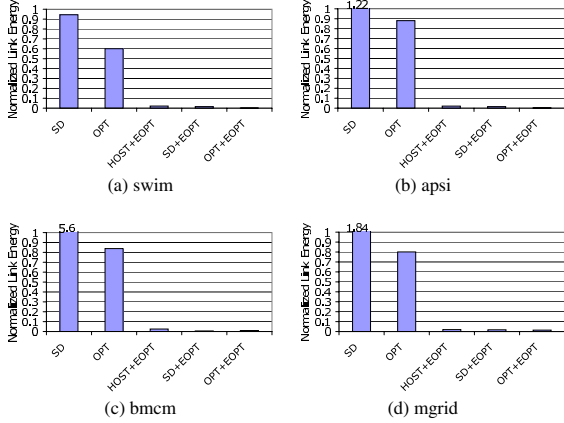 Normalized Link Energy
1
0.9
0.8
0.7
0.6
0.5
0.4
0.3
0.2
0.1
0
SD
OPT
HOST+EOPT
SD+EOPT
OPT+EOPT
(a) swim
Normalized Link Energy
1.22
1
0.9
0.8
0.7
0.6
0.5
0.4
0.3
0.2
0.1
0
SD
OPT
HOST+EOPT
SD+EOPT
OPT+EOPT
(b) apsi
Normalized Link Energy
5.6
1
0.9
0.8
0.7
0.6
0.5
0.4
0.3
0.2
0.1
0
SD
OPT
HOST+EOPT
SD+EOPT
OPT+EOPT
(c) bmcm
Normalized Link Energy
1.84
1
0.9
0.8
0.7
0.6
0.5
0.4
0.3
0.2
0.1
0
SD
OPT
HOST+EOPT
SD+EOPT
OPT+EOPT
(d) mgrid